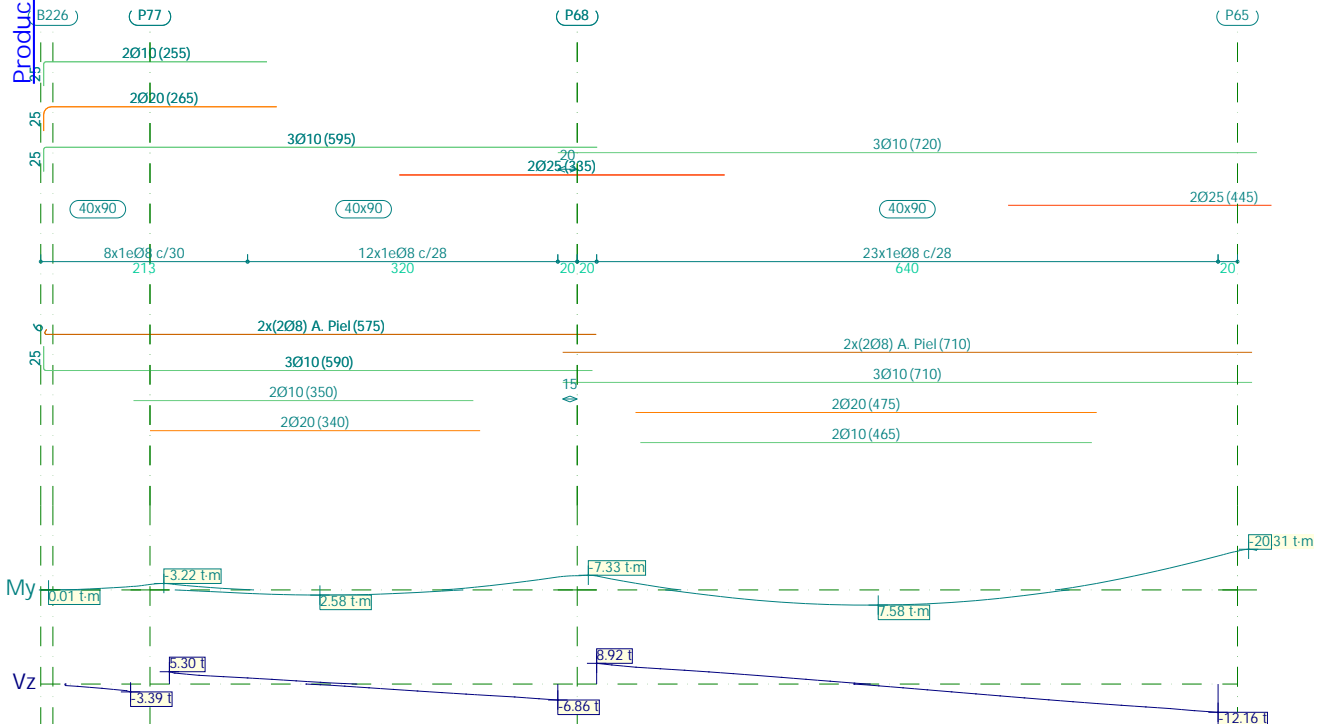 Produc
B226
P77
P68
P65
2Ø10 (255)
25
2Ø20 (265)
25
3Ø10 (595)
25
20
3Ø10 (720)
2Ø25 (335)
2Ø25 (445)
40x90
40x90
40x90
8x1eØ8 c/30
12x1eØ8 c/28
23x1eØ8 c/28
213
320
20
20
640
20
6
2x(2Ø8) A. Piel (575)
2x(2Ø8) A. Piel (710)
25
3Ø10 (590)
3Ø10 (710)
15
2Ø10 (350)
2Ø20 (475)
2Ø20 (340)
2Ø10 (465)
-20.31 t·m
-7.33 t·m
-3.22 t·m
My
0.01 t·m
2.58 t·m
7.58 t·m
8.92 t
5.30 t
Vz
-3.39 t
-6.86 t
-12.16 t